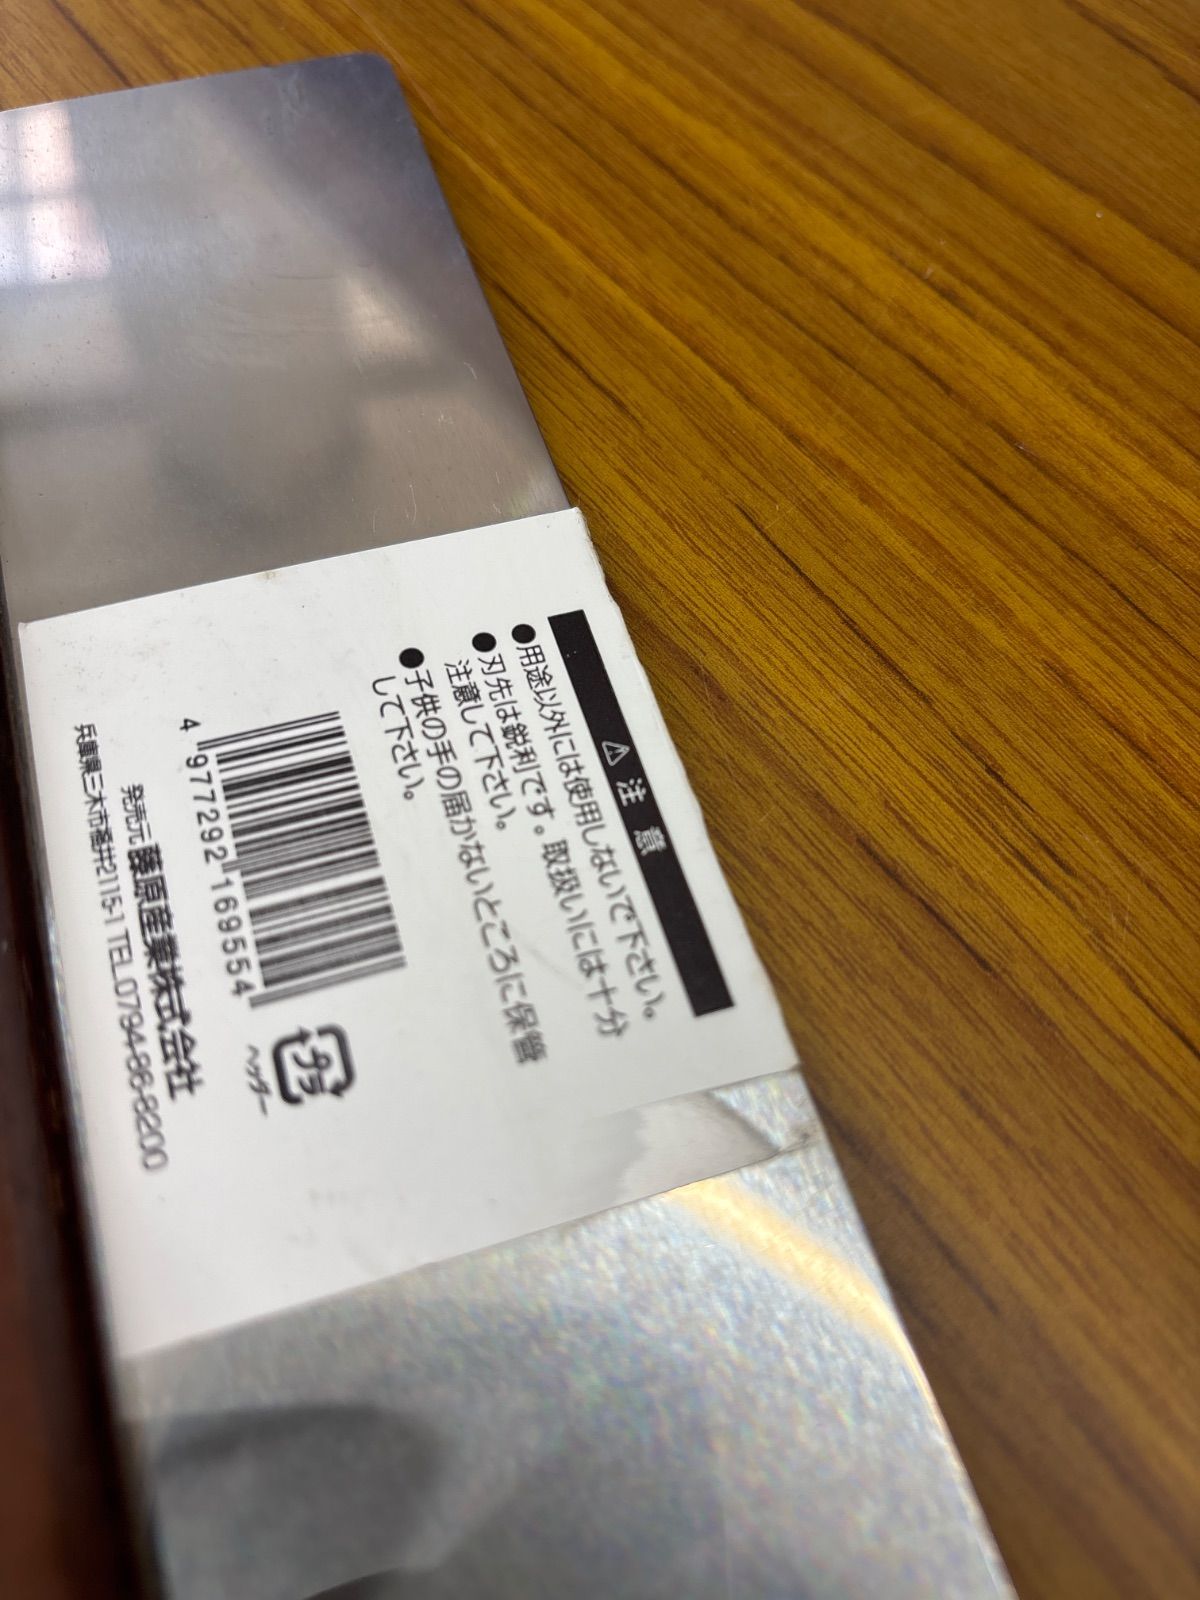 ⚠ 注意
●用途以外には使用しないで下さい。
●刃先は鋭利です。取扱いには十分
注意して下さい。
●子供の手の届かないところに保管
して下さい。
4 977292 169554
プラ
ヘッダー
発売元 藤原産業株式会社
兵庫県三木市福井2115-1 TEL.0794-86-8200